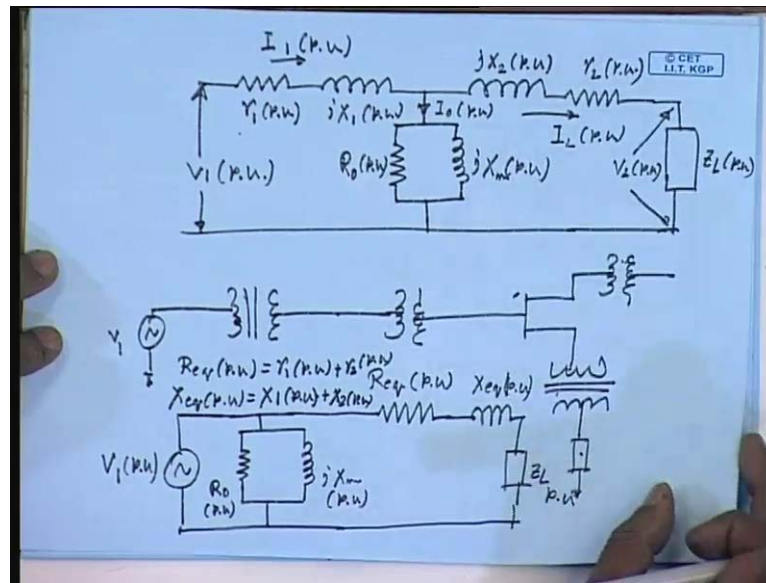 I1(p.u)
jX2(p.u)
r2(p.u)
© CET
I.I.T. KGP
r1(p.u)
jX1(p.u)
I0(p.u)
IL(p.u)
V1(p.u.)
R0(p.u)
jXm(p.u)
V2(p.u)
ZL(p.u)
V1
Req(p.u)=r1(p.u)+r2(p.u)
Xeq(p.u)=X1(p.u)+X2(p.u)
Req(p.u)
Xeq(p.u)
V1(p.u)
R0
(p.u)
jXm
(p.u)
ZL
p.u